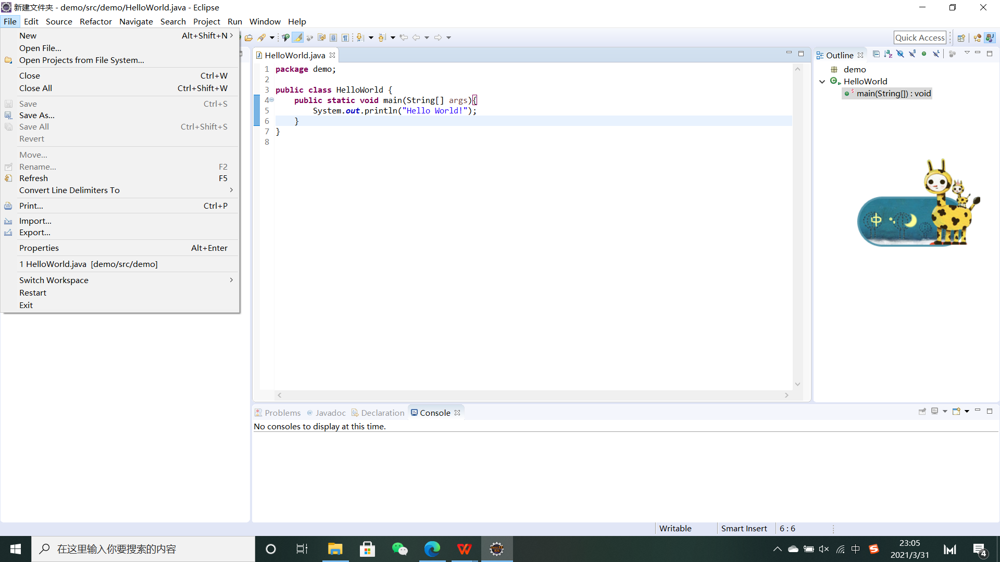 新建文件夹 - demo/src/demo/HelloWorld.java - Eclipse
File Edit Source Refactor Navigate Search Project Run Window Help
New Alt+Shift+N
Open File...
Open Projects from File System...
Close Ctrl+W
Close All Ctrl+Shift+W
Save Ctrl+S
Save As...
Save All Ctrl+Shift+S
Revert
Move...
Rename... F2
Refresh F5
Convert Line Delimiters To
Print... Ctrl+P
Import...
Export...
Properties Alt+Enter
1 HelloWorld.java [demo/src/demo]
Switch Workspace
Restart
Exit
Quick Access
HelloWorld.java
1 package demo;
2
3 public class HelloWorld {
4 public static void main(String[] args){
5 System.out.println("Hello World!");
6 }
7 }
8
Outline
demo
HelloWorld
main(String[]) : void
中
Problems Javadoc Declaration Console
No consoles to display at this time.
Writable Smart Insert 6 : 6
在这里输入你要搜索的内容
中
23:05
2021/3/31
4